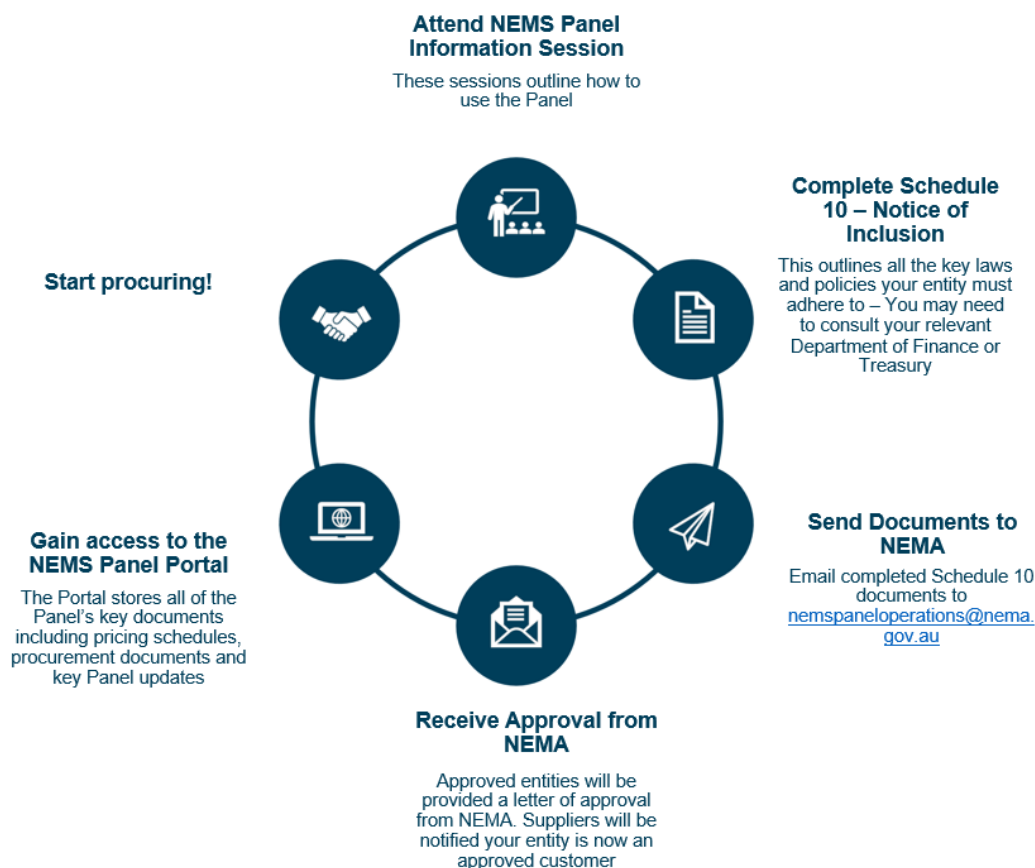 Attend NEMS Panel
Information Session
These sessions outline how to
use the Panel
Complete Schedule
10 – Notice of
Inclusion
This outlines all the key laws
and policies your entity must
adhere to – You may need
to consult your relevant
Department of Finance or
Treasury
Send Documents to
NEMA
Email completed Schedule 10
documents to
nemspaneloperations@nema.
gov.au
Receive Approval from
NEMA
Approved entities will be
provided a letter of approval
from NEMA. Suppliers will be
notified your entity is now an
approved customer
Gain access to the
NEMS Panel Portal
The Portal stores all of the
Panel's key documents
including pricing schedules,
procurement documents and
key Panel updates
Start procuring!